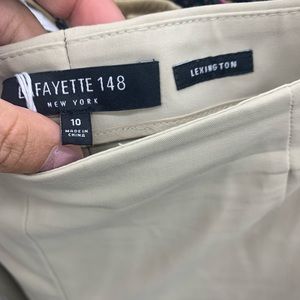 LAFAYETTE 148
NEW YORK
LEXINGTON
10
MADE IN
CHINA